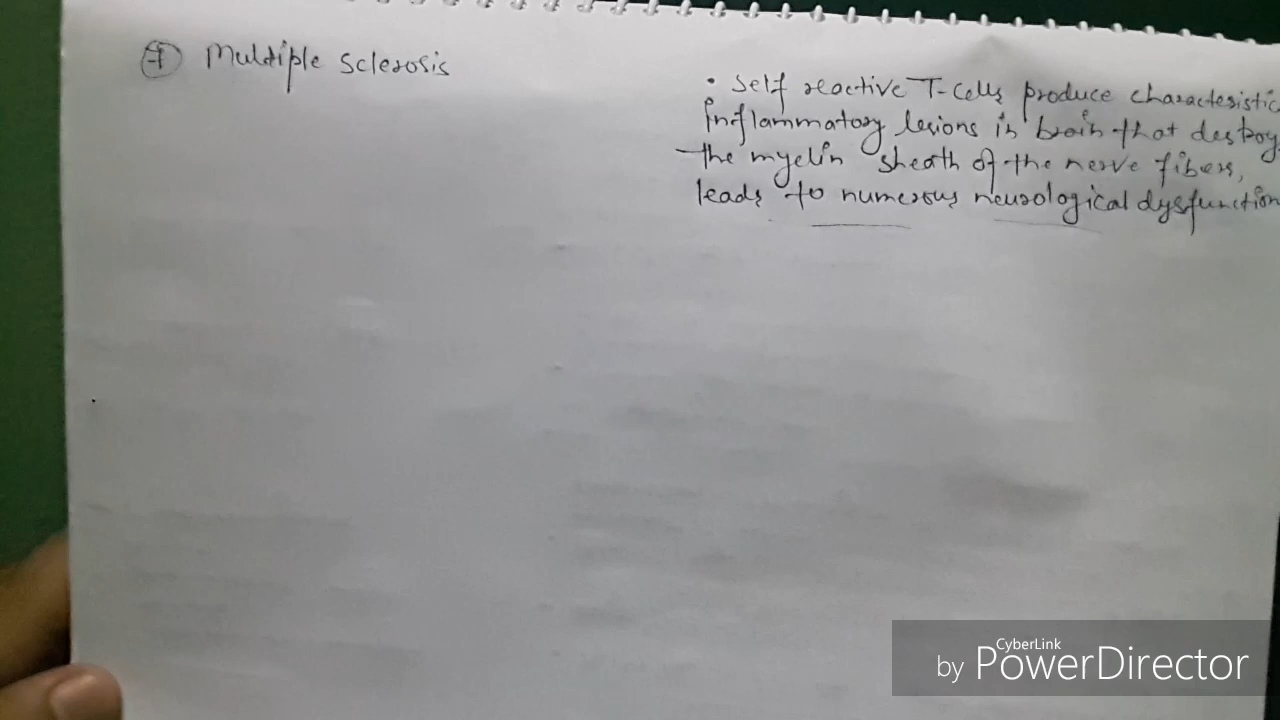 7 Multiple Sclerosis
• Self reactive T-cells produce characteristic
inflammatory lesions in brain that destroy
the myelin sheath of the nerve fibers,
leads to numerous neurological dysfunction
CyberLink
by PowerDirector